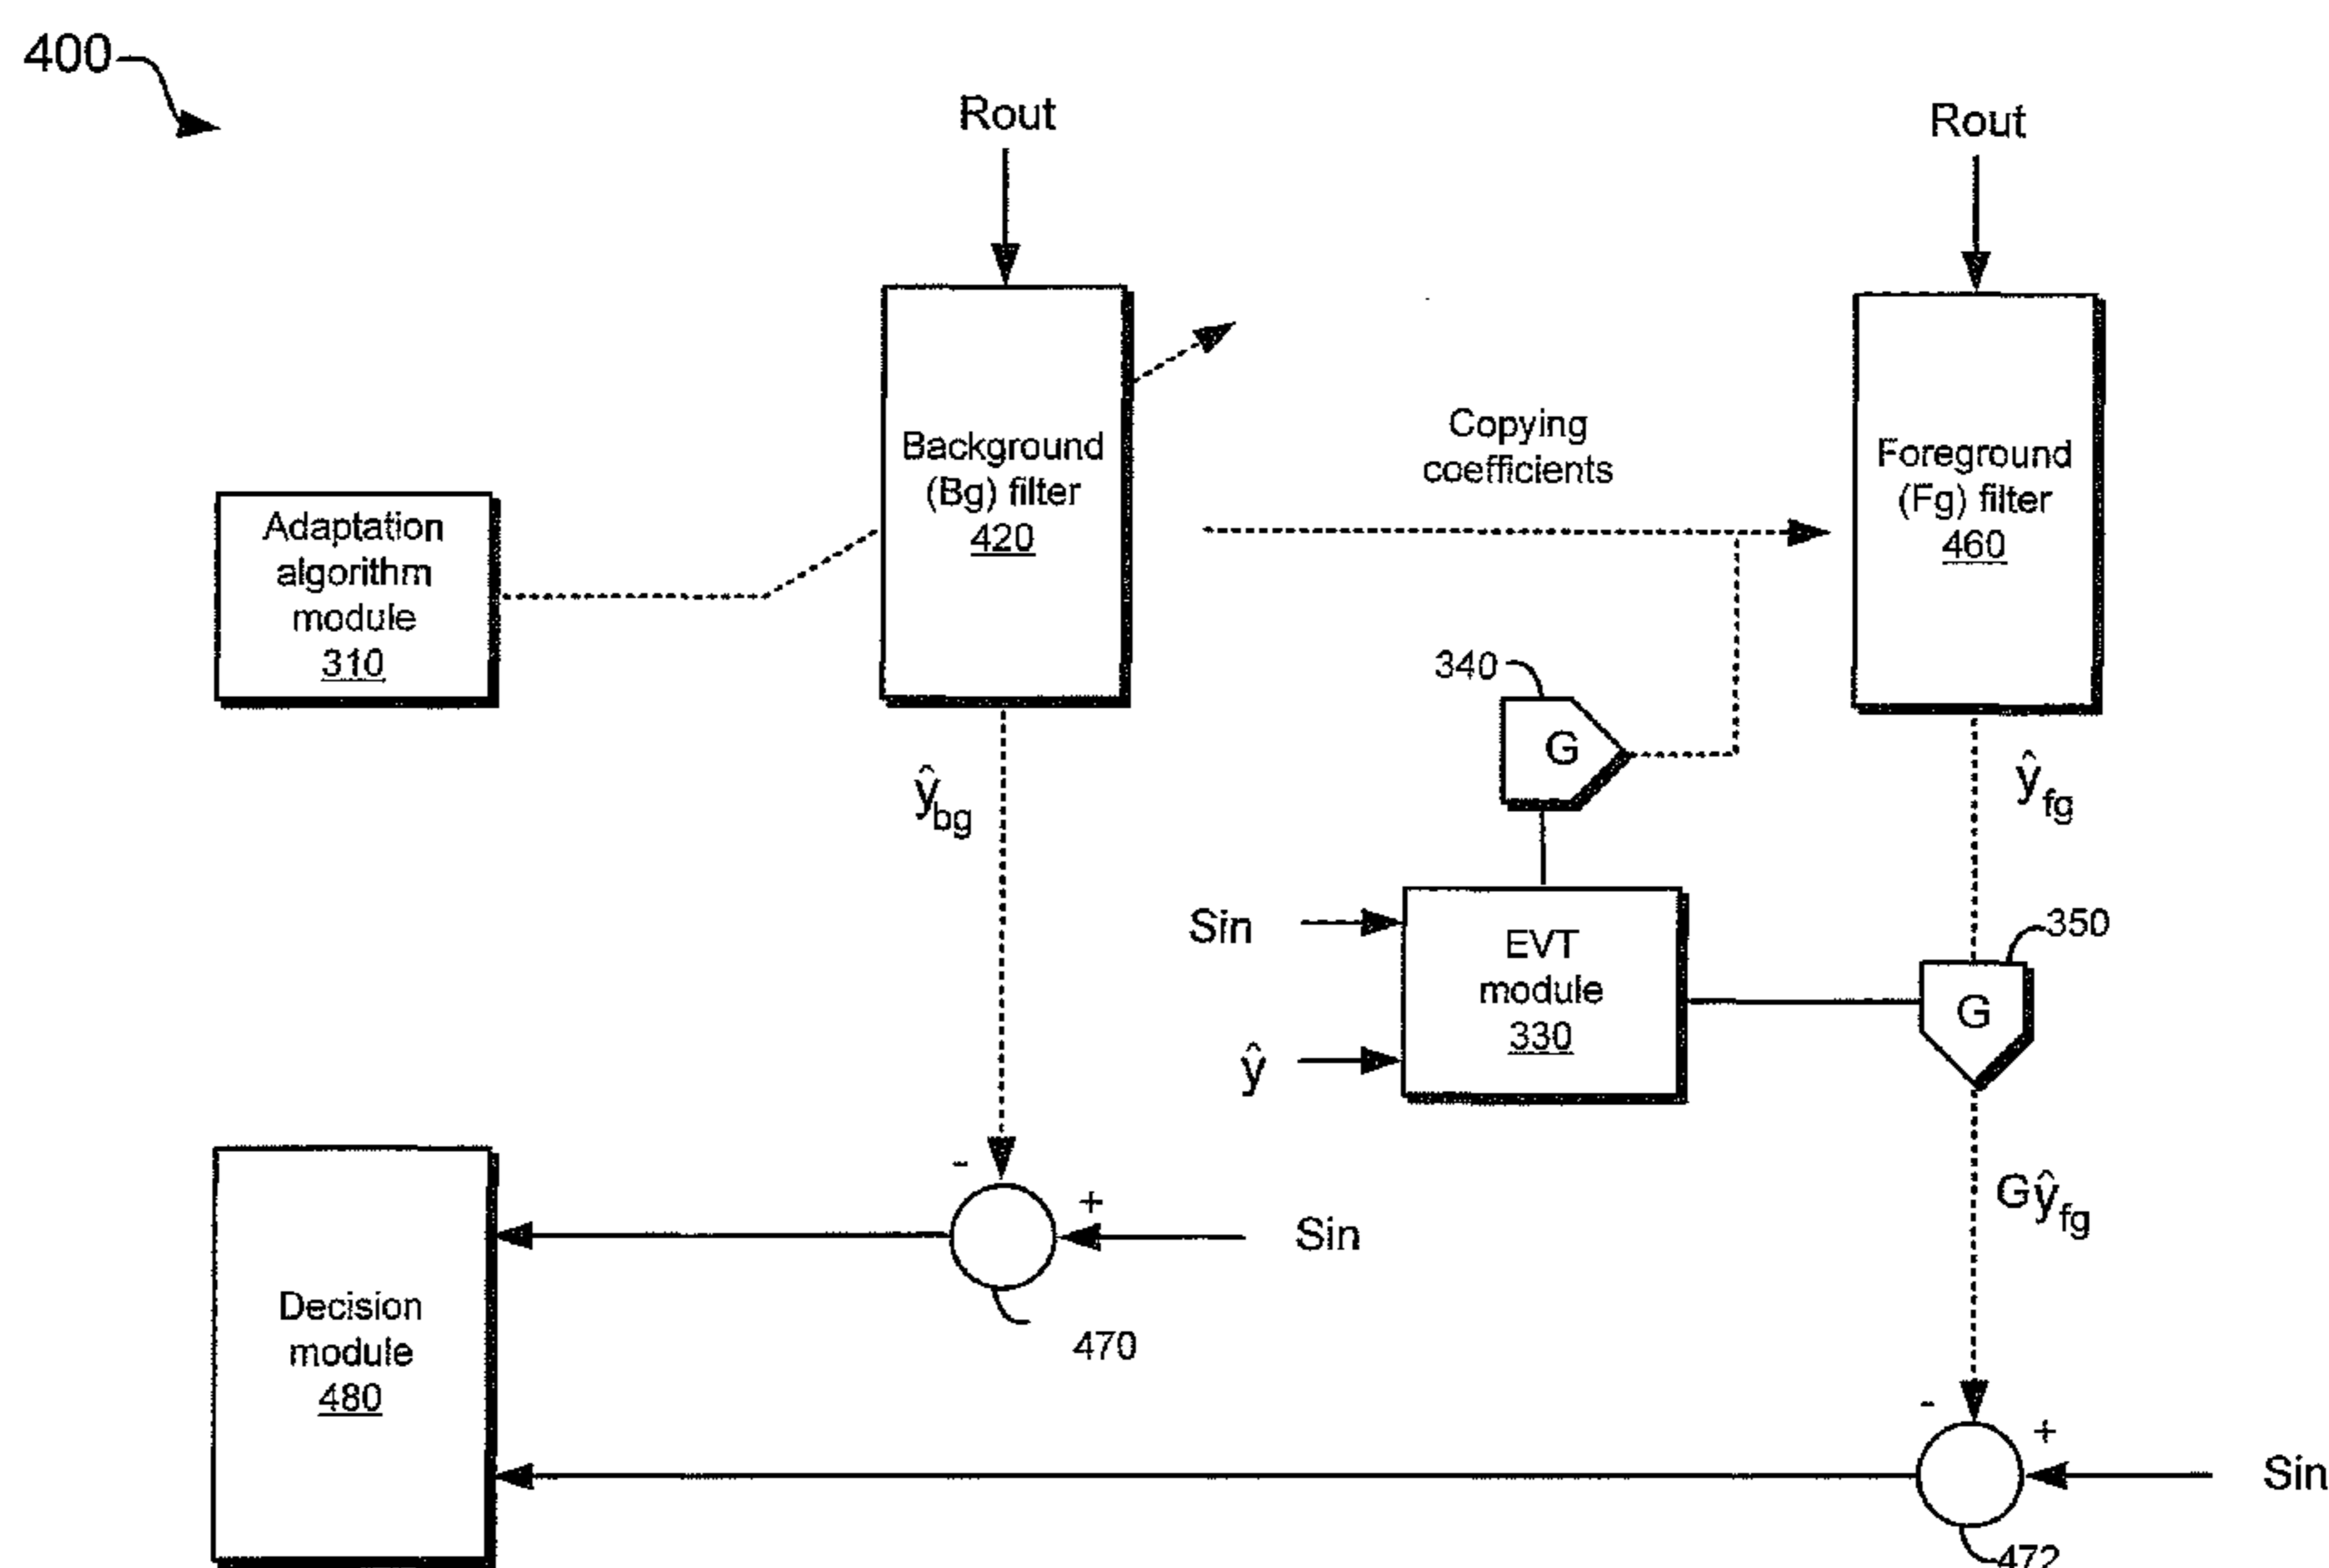 400
Rout
Rout
Background
(Bg) filter
420
Copying
coefficients
Foreground
(Fg) filter
460
Adaptation
algorithm
module
310
340
G
ŷbg
ŷfg
Sin
EVT
module
330
ŷ
350
G
Gŷfg
-
+
Sin
470
Decision
module
480
-
+
Sin
472